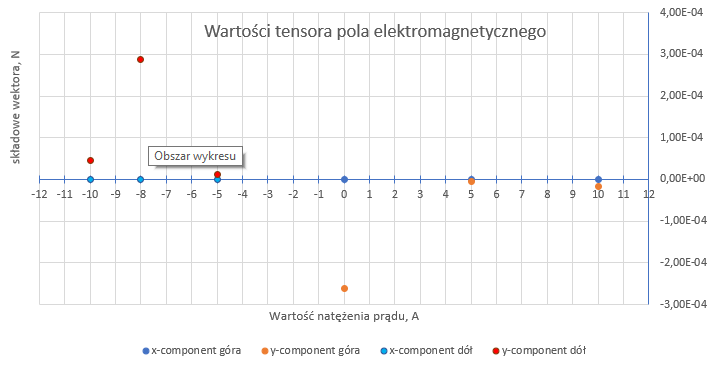 Wartości tensora pola elektromagnetycznego
składowe wektora, N
4,00E-04
3,00E-04
2,00E-04
1,00E-04
0,00E+00
-1,00E-04
-2,00E-04
-3,00E-04
Obszar wykresu
-12 -11 -10 -9 -8 -7 -6 -5 -4 -3 -2 -1 0 1 2 3 4 5 6 7 8 9 10 11 12
Wartość natężenia prądu, A
x-component góra y-component góra x-component dół y-component dół